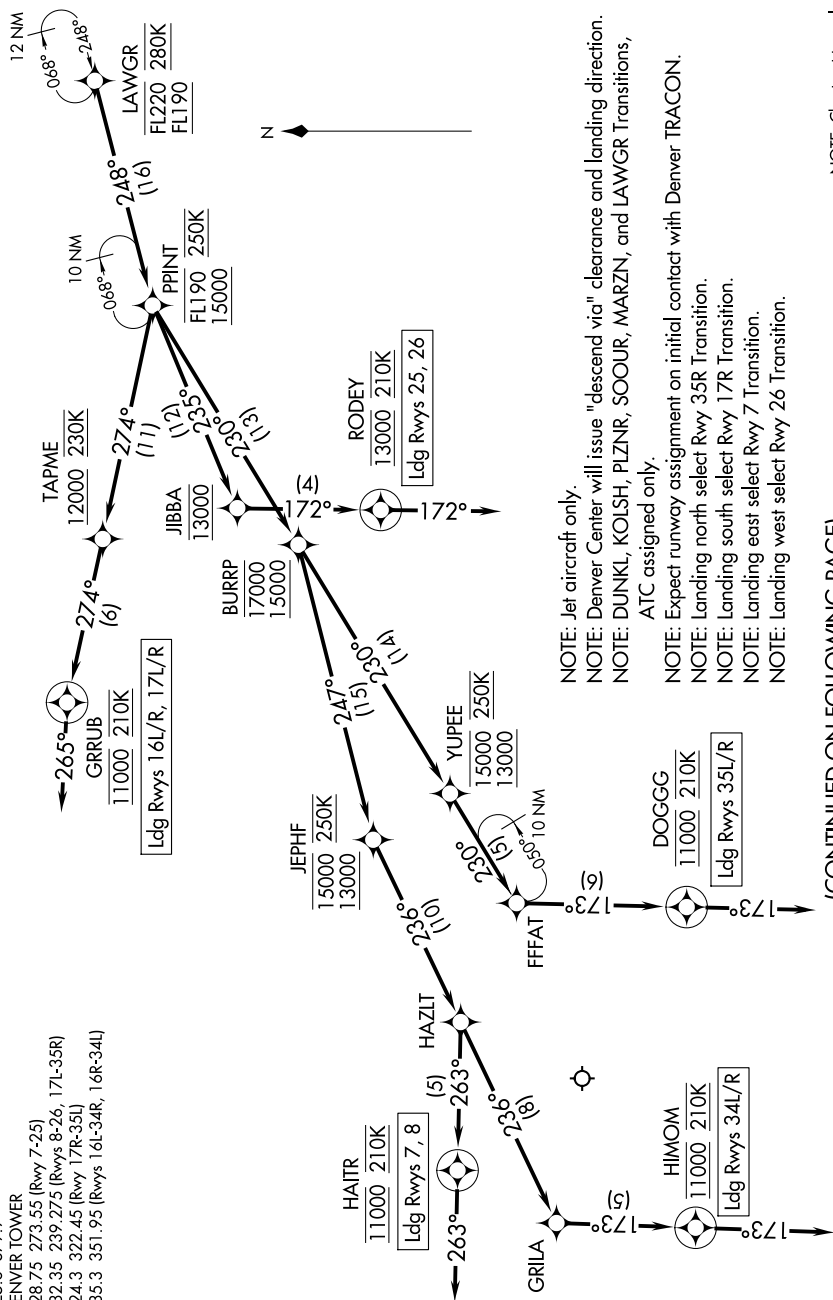 ENVER TOWER
28.75 273.55 (Rwy 7-25)
32.35 239.275 (Rwys 8-26, 17L-35R)
24.3 322.45 (Rwy 17R-35L)
35.3 351.95 (Rwys 16L-34R, 16R-34L)
12 NM
068°
248°
LAWGR
FL220 280K
FL190
248°
(16)
10 NM
068°
PPINT
FL190 250K
15000
N
274°
(11)
TAPME
12000 230K
274°
(6)
265°
GRRUB
11000 210K
Ldg Rwys 16L/R, 17L/R
(12)
235°
230°
(13)
JIBBA
13000
(4)
172°
RODEY
13000 210K
Ldg Rwys 25, 26
172°
BURRP
17000
15000
247°
(15)
230°
(14)
JEPHF
15000 250K
13000
YUPEE
15000 250K
13000
236°
(10)
230°
(5)
050°
10 NM
HAZLT
FFFAT
(5)
263°
HAITR
11000 210K
Ldg Rwys 7, 8
263°
236°
(8)
GRILA
173°
(5)
HIMOM
11000 210K
Ldg Rwys 34L/R
173°
173°
(6)
DOGGG
11000 210K
Ldg Rwys 35L/R
173°
NOTE: Jet aircraft only.
NOTE: Denver Center will issue "descend via" clearance and landing direction.
NOTE: DUNKL, KOLSH, PLZNR, SOOUR, MARZN, and LAWGR Transitions,
ATC assigned only.
NOTE: Expect runway assignment on initial contact with Denver TRACON.
NOTE: Landing north select Rwy 35R Transition.
NOTE: Landing south select Rwy 17R Transition.
NOTE: Landing east select Rwy 7 Transition.
NOTE: Landing west select Rwy 26 Transition.
(CONTINUED ON FOLLOWING PAGE)